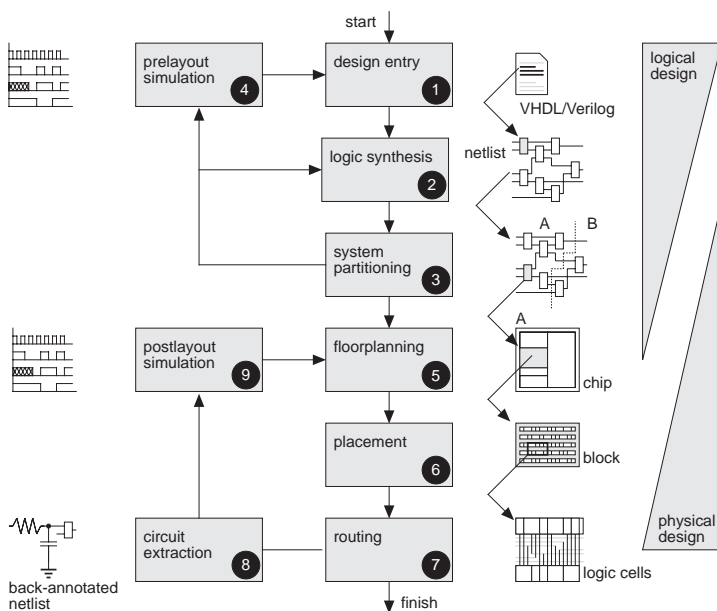 start
prelayout
simulation
4
design entry
1
VHDL/Verilog
logical
design
logic synthesis
2
netlist
system
partitioning
3
A
B
postlayout
simulation
9
floorplanning
5
A
chip
placement
6
block
circuit
extraction
8
routing
7
logic cells
physical
design
back-annotated
netlist
finish